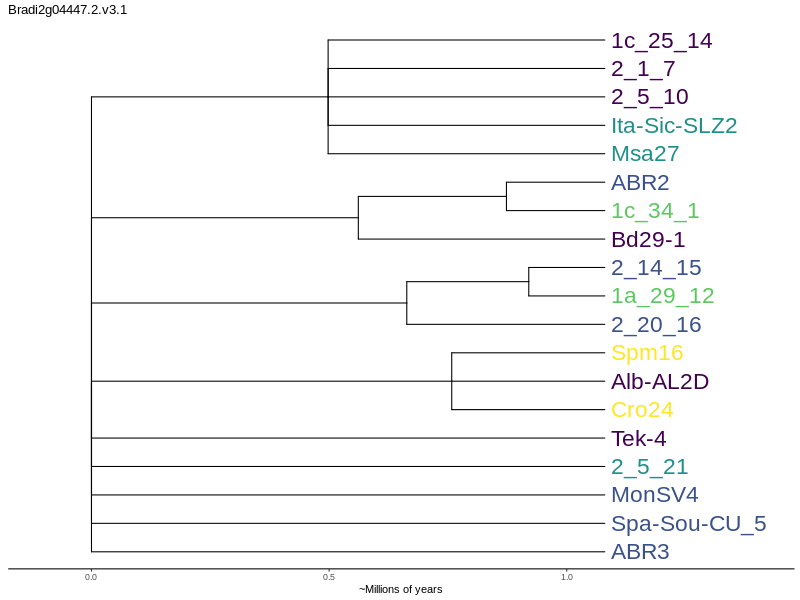 Bradi2g04447.2.v3.1
1c_25_14
2_1_7
2_5_10
Ita-Sic-SLZ2
Msa27
ABR2
1c_34_1
Bd29-1
2_14_15
1a_29_12
2_20_16
Spm16
Alb-AL2D
Cro24
Tek-4
2_5_21
MonSV4
Spa-Sou-CU_5
ABR3
0.0 0.5 1.0
~Millions of years